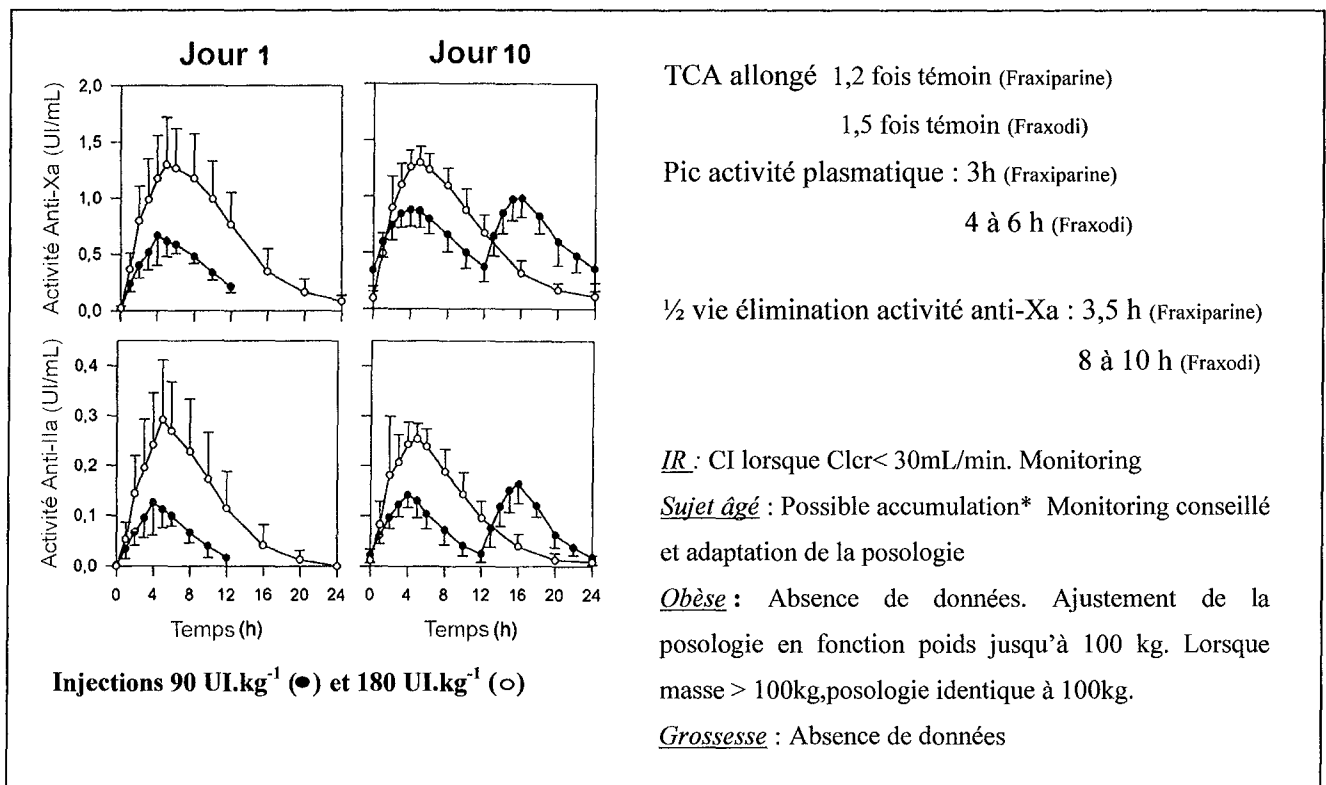 Jour 1
Jour 10
Activité Anti-Xa (UI/mL)
2,0
1,5
1,0
0,5
0,0
Activité Anti-IIa (UI/mL)
0,4
0,3
0,2
0,1
0,0
0 4 8 12 16 20 24
0 4 8 12 16 20 24
Temps (h)
Temps (h)
Injections 90 UI.kg⁻¹ (●) et 180 UI.kg⁻¹ (○)
TCA allongé 1,2 fois témoin (Fraxiparine)
1,5 fois témoin (Fraxodi)
Pic activité plasmatique : 3h (Fraxiparine)
4 à 6 h (Fraxodi)
½ vie élimination activité anti-Xa : 3,5 h (Fraxiparine)
8 à 10 h (Fraxodi)
IR : CI lorsque Clcr< 30mL/min. Monitoring
Sujet âgé : Possible accumulation* Monitoring conseillé
et adaptation de la posologie
Obèse : Absence de données. Ajustement de la
posologie en fonction poids jusqu'à 100 kg. Lorsque
masse > 100kg,posologie identique à 100kg.
Grossesse : Absence de données